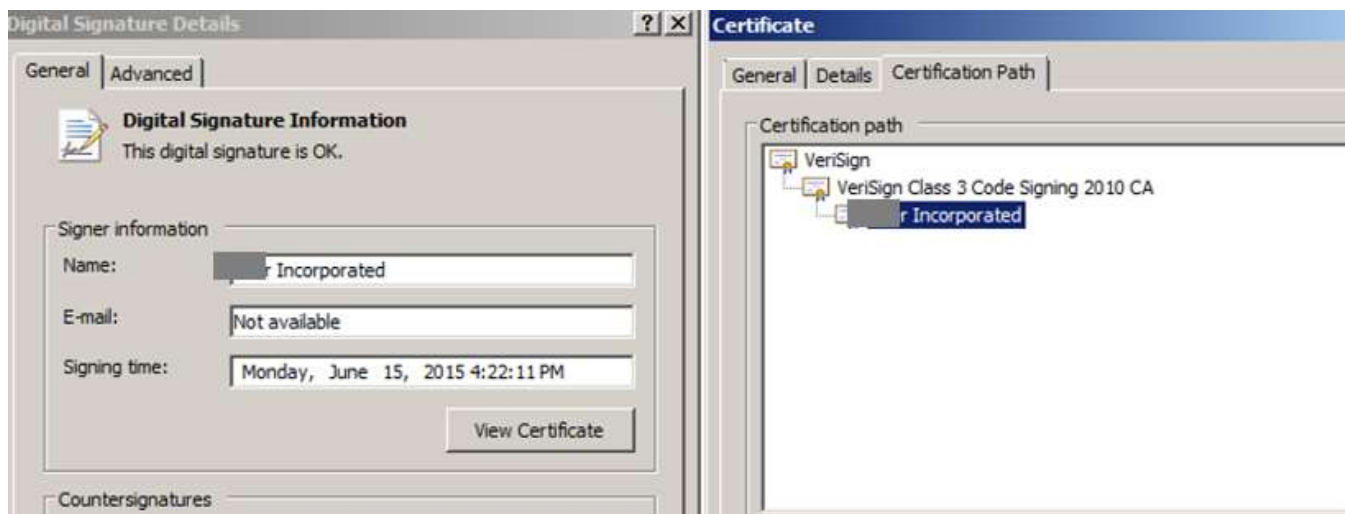 Digital Signature Details
General
Advanced
Digital Signature Information
This digital signature is OK.
Signer information
Name:
Incorporated
E-mail:
Not available
Signing time:
Monday, June 15, 2015 4:22:11 PM
View Certificate
Countersignatures
Certificate
General
Details
Certification Path
Certification path
VeriSign
VeriSign Class 3 Code Signing 2010 CA
Incorporated